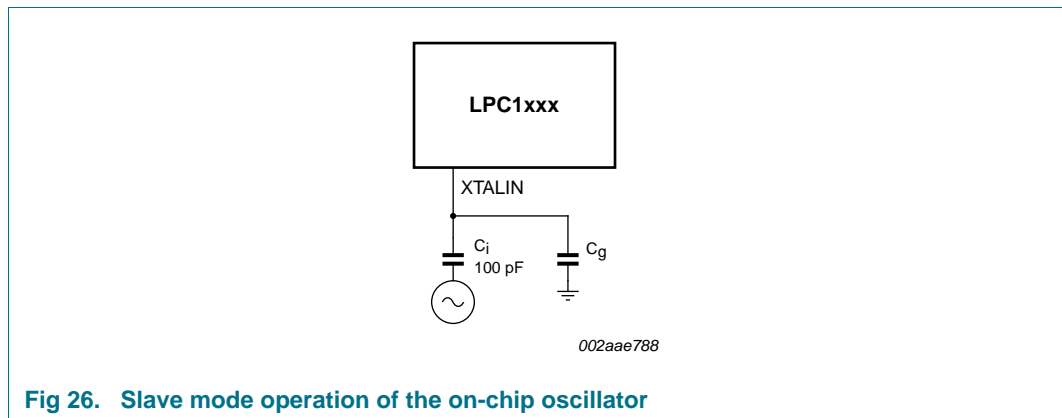 LPC1xxx
XTALIN
Ci
100 pF
Cg
002aae788
Fig 26. Slave mode operation of the on-chip oscillator